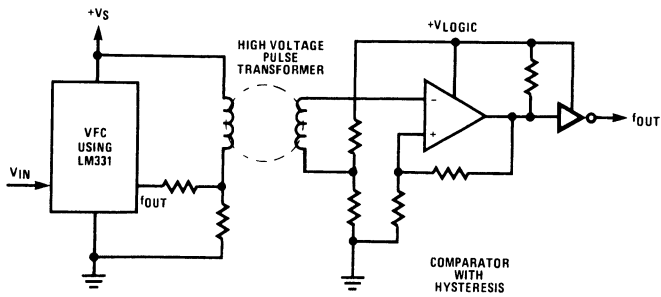 +VS
HIGH VOLTAGE
PULSE
TRANSFORMER
+VLOGIC
VFC
USING
LM331
VIN
fOUT
-
+
fOUT
COMPARATOR
WITH
HYSTERESIS